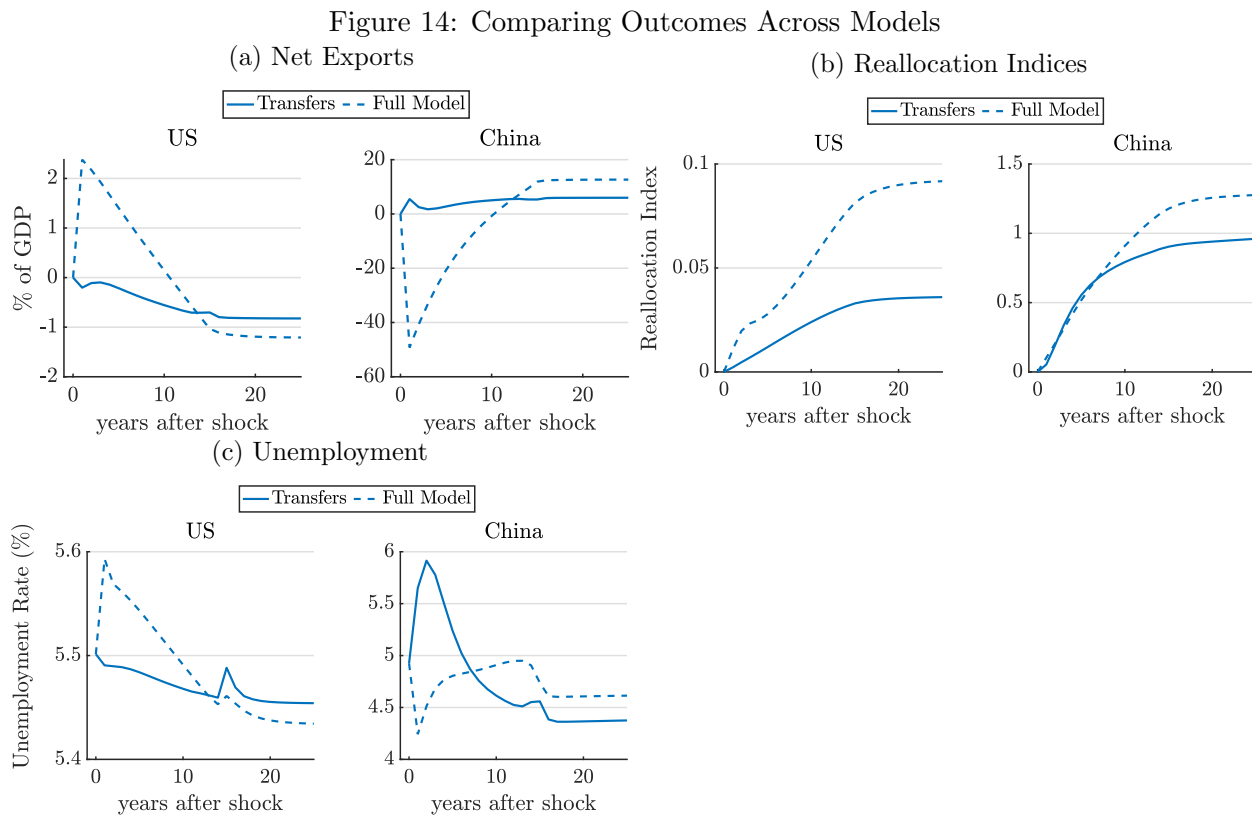 Figure 14: Comparing Outcomes Across Models
(a) Net Exports
Transfers Full Model
US
China
% of GDP
2
1
0
-1
-2
0 10 20
years after shock
20
0
-20
-40
-60
0 10 20
years after shock
(b) Reallocation Indices
Transfers Full Model
US
China
Reallocation Index
0.1
0.05
0
0 10 20
years after shock
1.5
1
0.5
0
0 10 20
years after shock
(c) Unemployment
Transfers Full Model
US
China
Unemployment Rate (%)
5.6
5.5
5.4
0 10 20
years after shock
6
5.5
5
4.5
4
0 10 20
years after shock